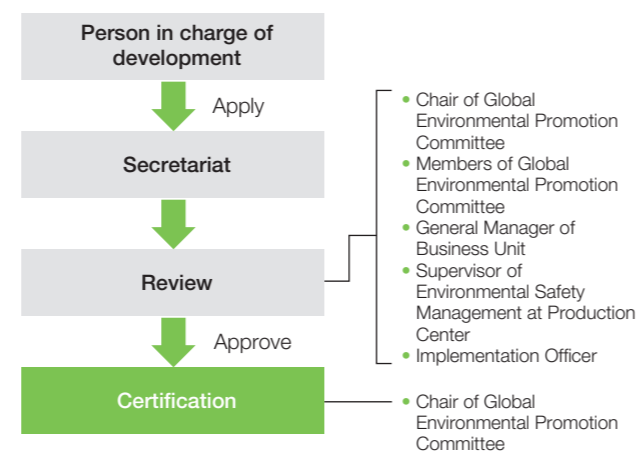 Person in charge of
development
Apply
Secretariat
Review
• Chair of Global
Environmental Promotion
Committee
• Members of Global
Environmental Promotion
Committee
• General Manager of
Business Unit
• Supervisor of
Environmental Safety
Management at Production
Center
• Implementation Officer
Approve
Certification
• Chair of Global
Environmental Promotion
Committee